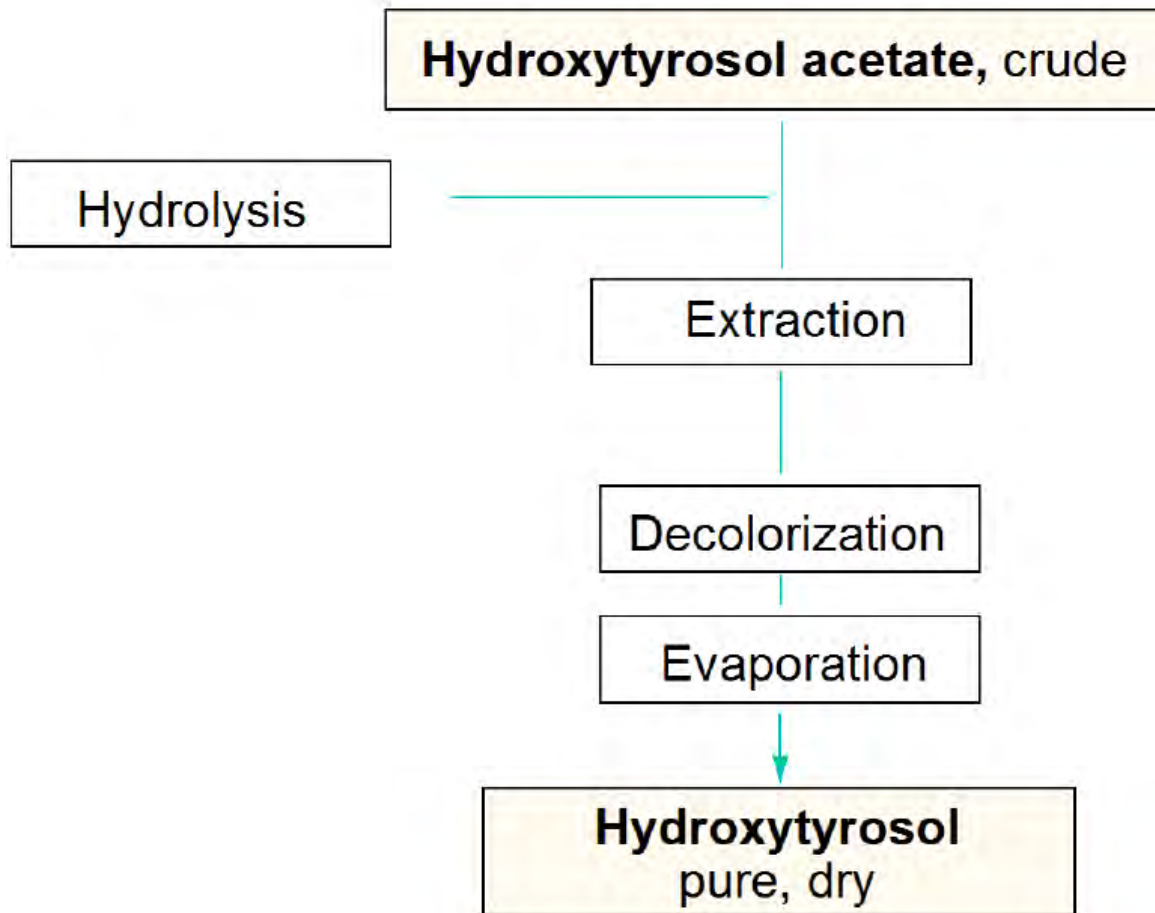 Hydroxytyrosol acetate, crude
Hydrolysis
Extraction
Decolorization
Evaporation
Hydroxytyrosol
pure, dry